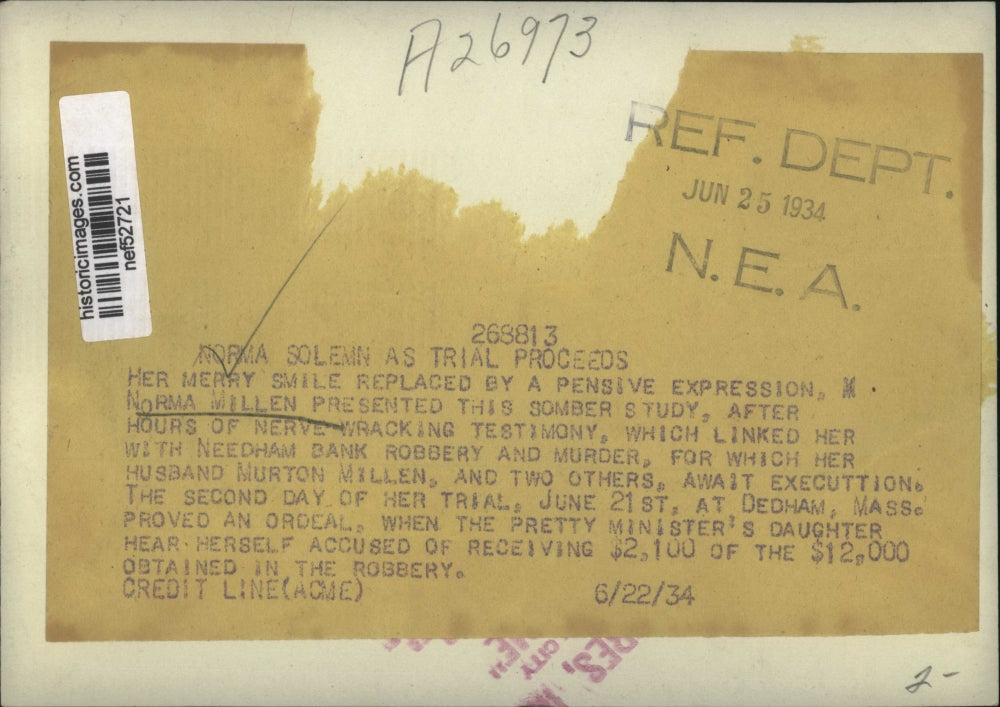 A26973
historicimages.com
nef52721
REF. DEPT.
JUN 25 1934
N.E.A.
268813
NORMA SOLEMN AS TRIAL PROCEEDS
HER MERRY SMILE REPLACED BY A PENSIVE EXPRESSION, M
NORMA MILLEN PRESENTED THIS SOMBER STUDY, AFTER
HOURS OF NERVE WRACKING TESTIMONY, WHICH LINKED HER
WITH NEEDHAM BANK ROBBERY AND MURDER, FOR WHICH HER
HUSBAND MURTON MILLEN, AND TWO OTHERS, AWAIT EXECUTTION.
THE SECOND DAY OF HER TRIAL, JUNE 21ST, AT DEDHAM, MASS.
PROVED AN ORDEAL, WHEN THE PRETTY MINISTER'S DAUGHTER
HEAR HERSELF ACCUSED OF RECEIVING $2,100 OF THE $12,000
OBTAINED IN THE ROBBERY.
CREDIT LINE(ACME) 6/22/34
CITY
2-